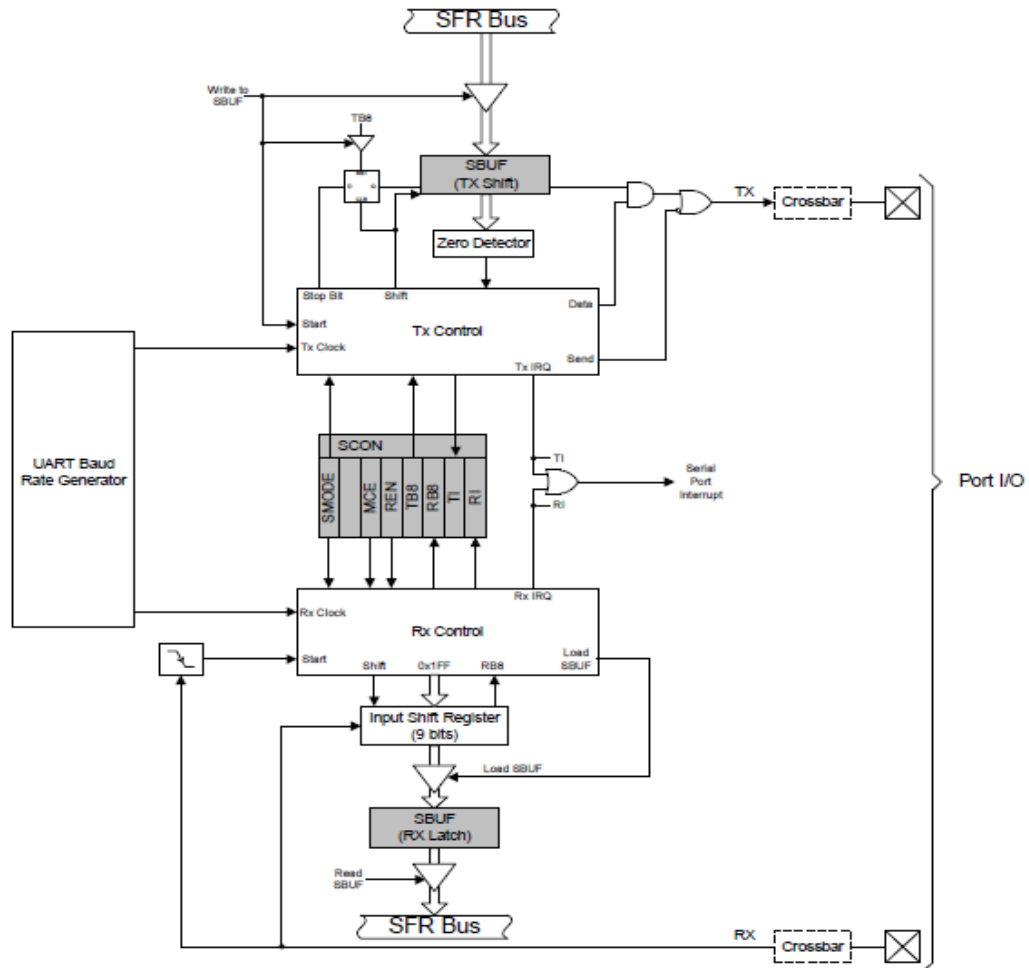 SFR Bus
Write to
SBUF
TB8
SET
D
Q
CLR
SBUF
(TX Shift)
TX
Crossbar
Zero Detector
Stop Bit
Shift
Data
Start
Tx Control
Tx Clock
Tx IRQ
Send
UART Baud
Rate Generator
SCON
SMODE
MCE
REN
TB8
RB8
TI
RI
TI
Serial
Port
Interrupt
RI
Port I/O
Rx IRQ
Rx Clock
Rx Control
Start
Load
SBUF
Shift
0x1FF
RB8
Input Shift Register
(9 bits)
Load SBUF
SBUF
(RX Latch)
Read
SBUF
SFR Bus
RX
Crossbar